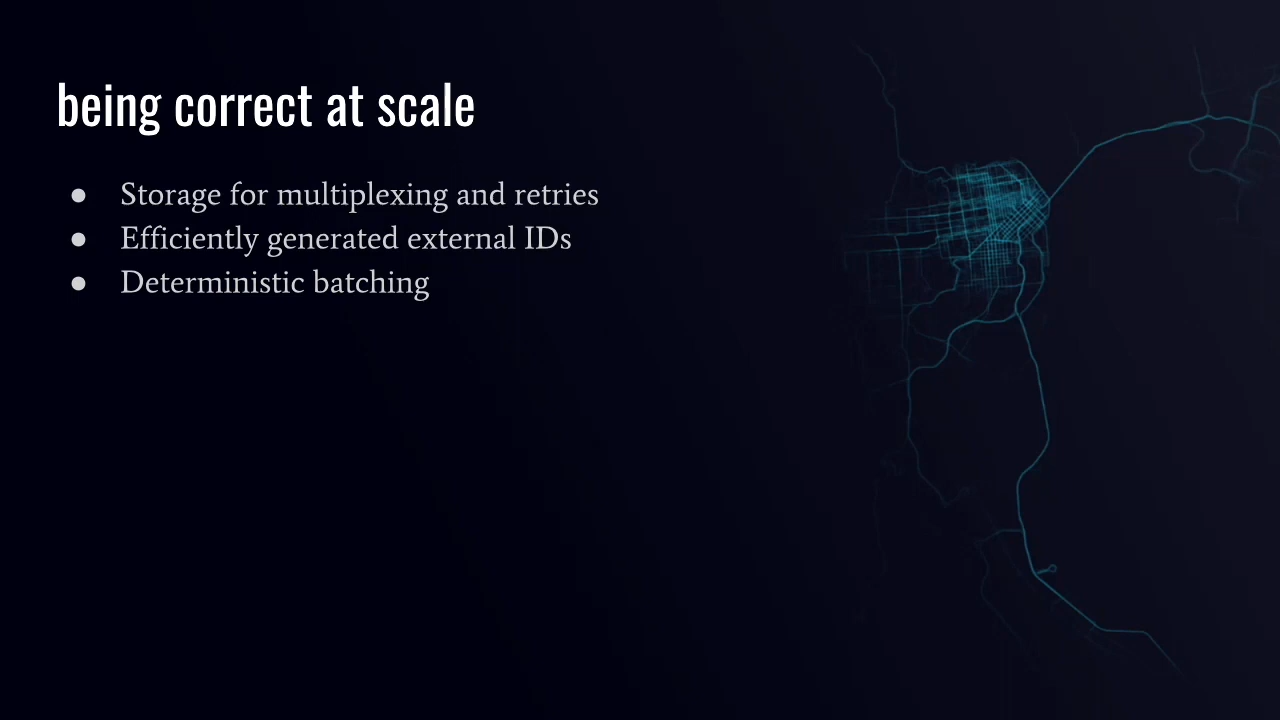 being correct at scale
● Storage for multiplexing and retries
● Efficiently generated external IDs
● Deterministic batching